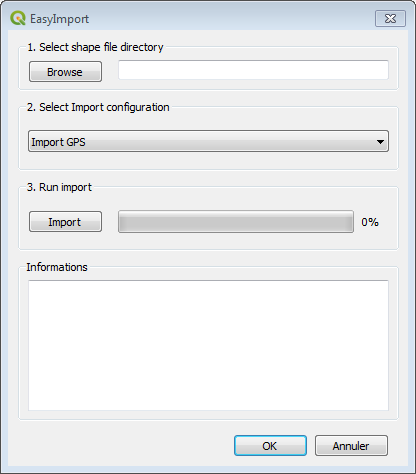 EasyImport
1. Select shape file directory
Browse
2. Select Import configuration
Import GPS
3. Run import
Import
0%
Informations
OK
Annuler